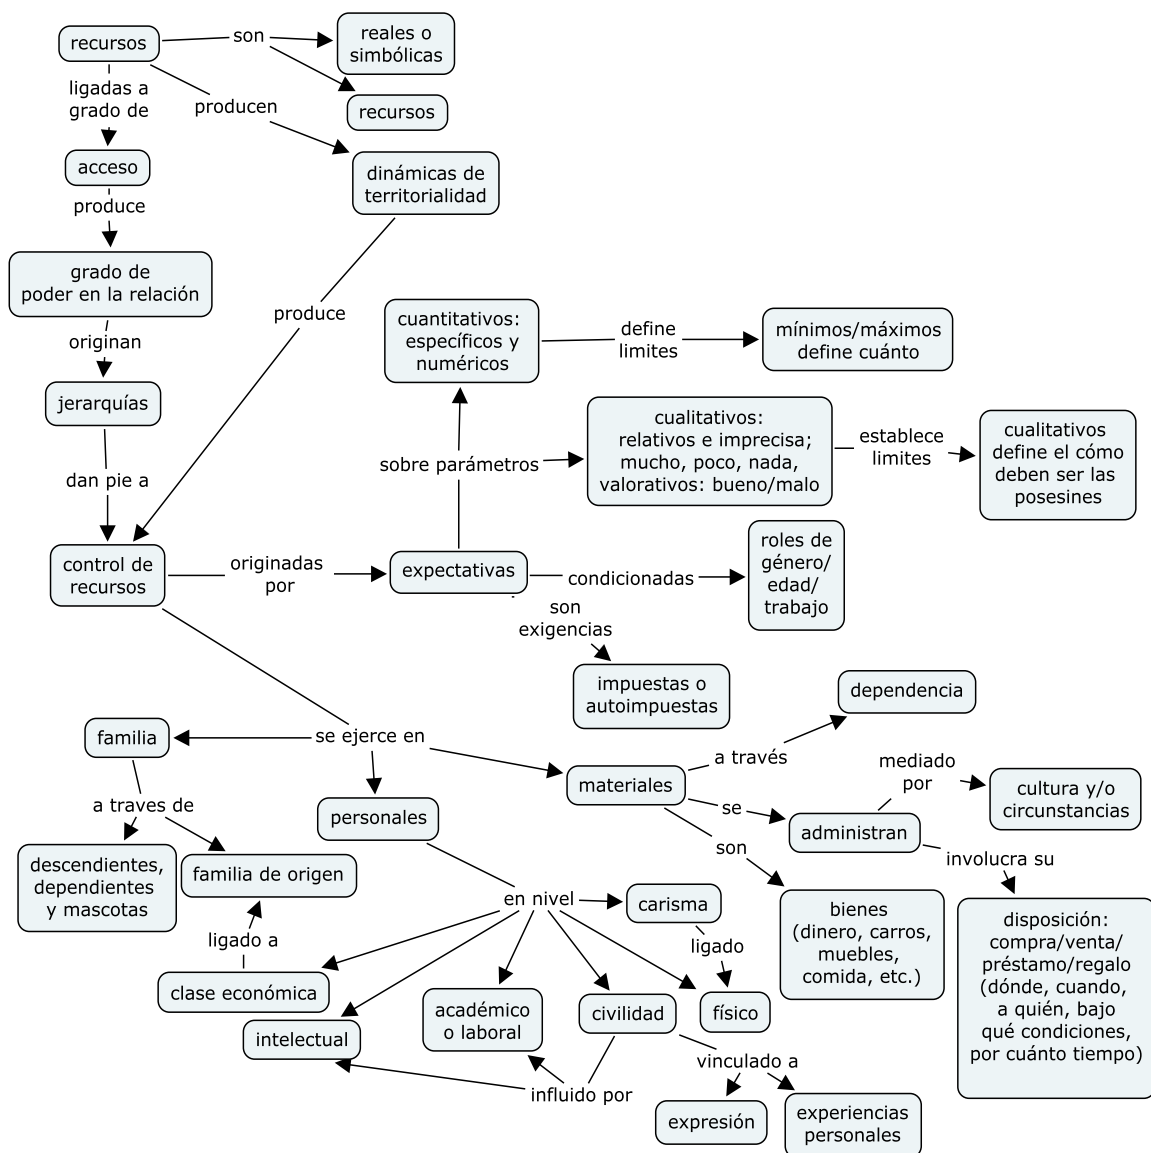 recursos
son
reales o
simbólicas
recursos
ligadas a
grado de
producen
acceso
dinámicas de
territorialidad
produce
grado de
poder en la relación
originan
produce
jerarquías
dan pie a
cuantitativos:
específicos y
numéricos
define
limites
mínimos/máximos
define cuánto
sobre parámetros
cualitativos:
relativos e imprecisa;
mucho, poco, nada,
valorativos: bueno/malo
establece
limites
cualitativos
define el cómo
deben ser las
posesines
control de
recursos
originadas
por
expectativas
condicionadas
roles de
género/
edad/
trabajo
son
exigencias
impuestas o
autoimpuestas
se ejerce en
familia
a traves de
descendientes,
dependientes
y mascotas
familia de origen
ligado a
clase económica
personales
en nivel
carisma
ligado
físico
civilidad
académico
o laboral
intelectual
influido por
vinculado a
expresión
experiencias
personales
materiales
a través
dependencia
se
administran
mediado
por
cultura y/o
circunstancias
son
bienes
(dinero, carros,
muebles,
comida, etc.)
involucra su
disposición:
compra/venta/
préstamo/regalo
(dónde, cuando,
a quién, bajo
qué condiciones,
por cuánto tiempo)